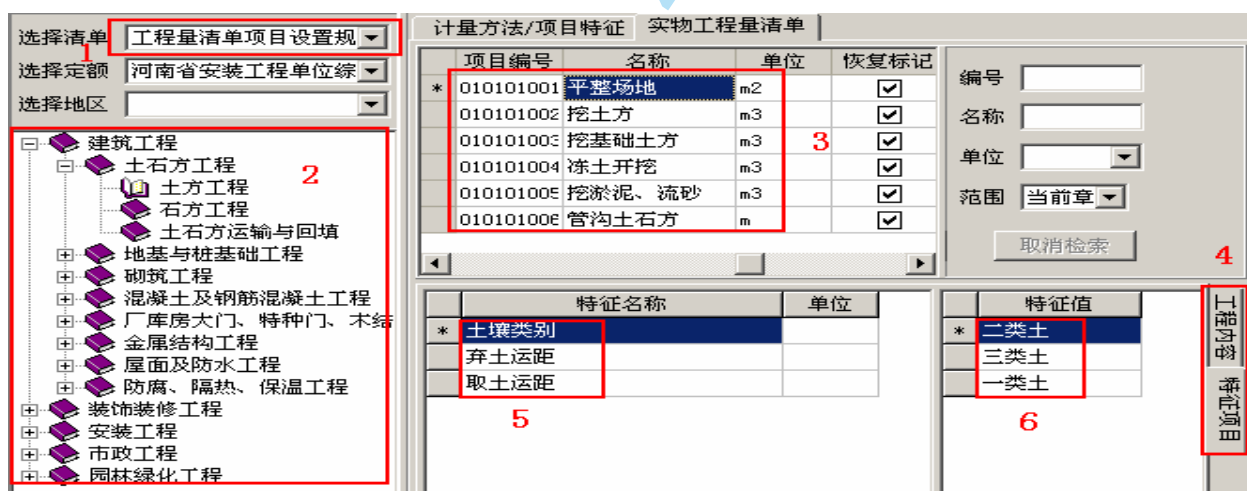 选择清单 工程量清单项目设置规
1
选择定额 河南省安装工程单位综
选择地区
建筑工程
土石方工程
2
土方工程
石方工程
土石方运输与回填
地基与桩基础工程
砌筑工程
混凝土及钢筋混凝土工程
厂库房大门、特种门、木结
金属结构工程
屋面及防水工程
防腐、隔热、保温工程
装饰装修工程
安装工程
市政工程
园林绿化工程
计量方法/项目特征 实物工程量清单
项目编号 名称 单位 恢复标记
* 010101001 平整场地 m2
010101002 挖土方 m3
010101003 挖基础土方 m3
3
010101004 冻土开挖 m3
010101005 挖淤泥、流砂 m3
010101006 管沟土石方 m
编号
名称
单位
范围 当前章
取消检索
4
特征名称 单位
* 土壤类别
弃土运距
取土运距
5
特征值
* 二类土
三类土
一类土
6
工程内容
特征项目